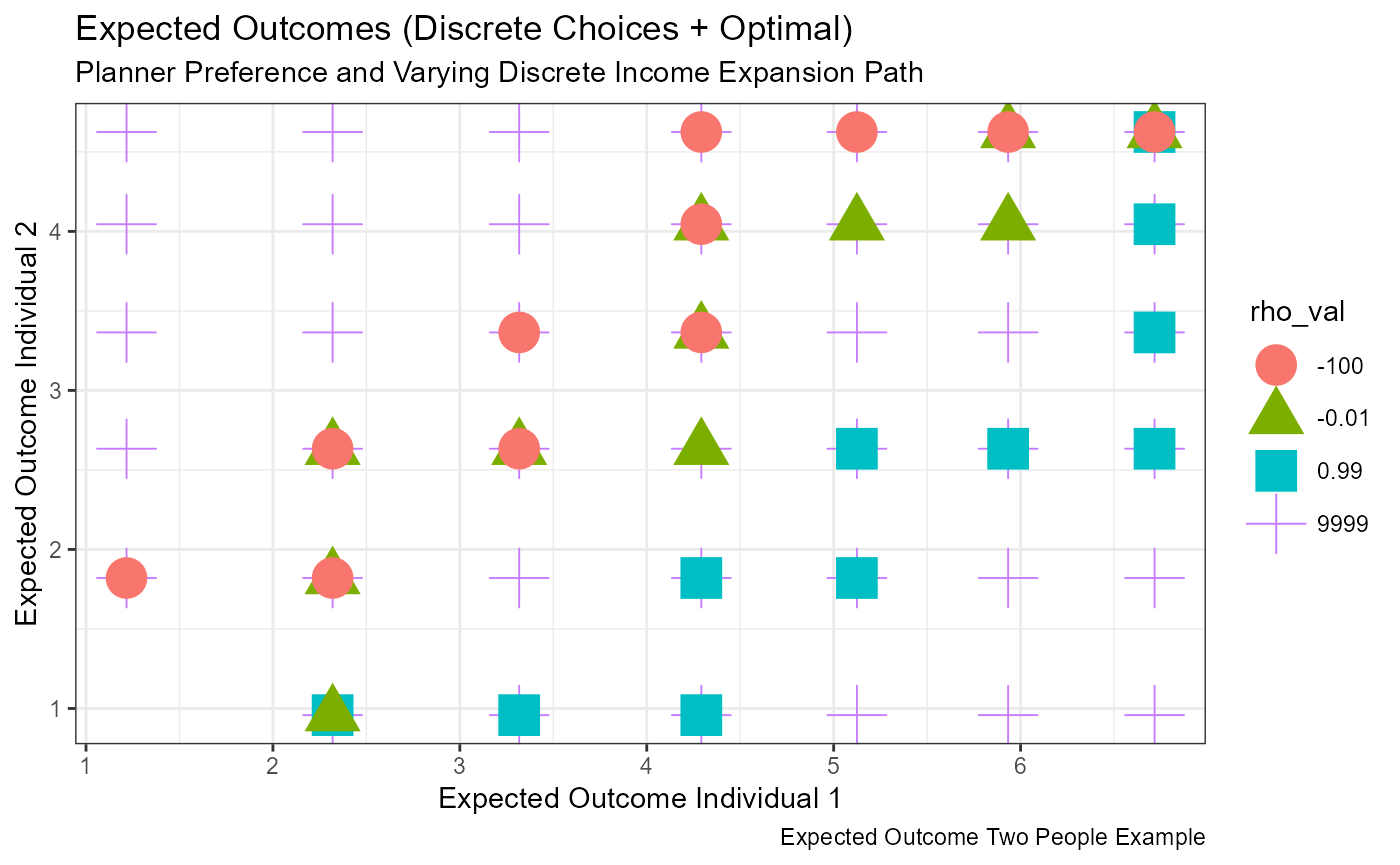 Expected Outcomes (Discrete Choices + Optimal)
Planner Preference and Varying Discrete Income Expansion Path
Expected Outcome Individual 2
4
3
2
1
1 2 3 4 5 6
Expected Outcome Individual 1
Expected Outcome Two People Example
rho_val
-100
-0.01
0.99
9999